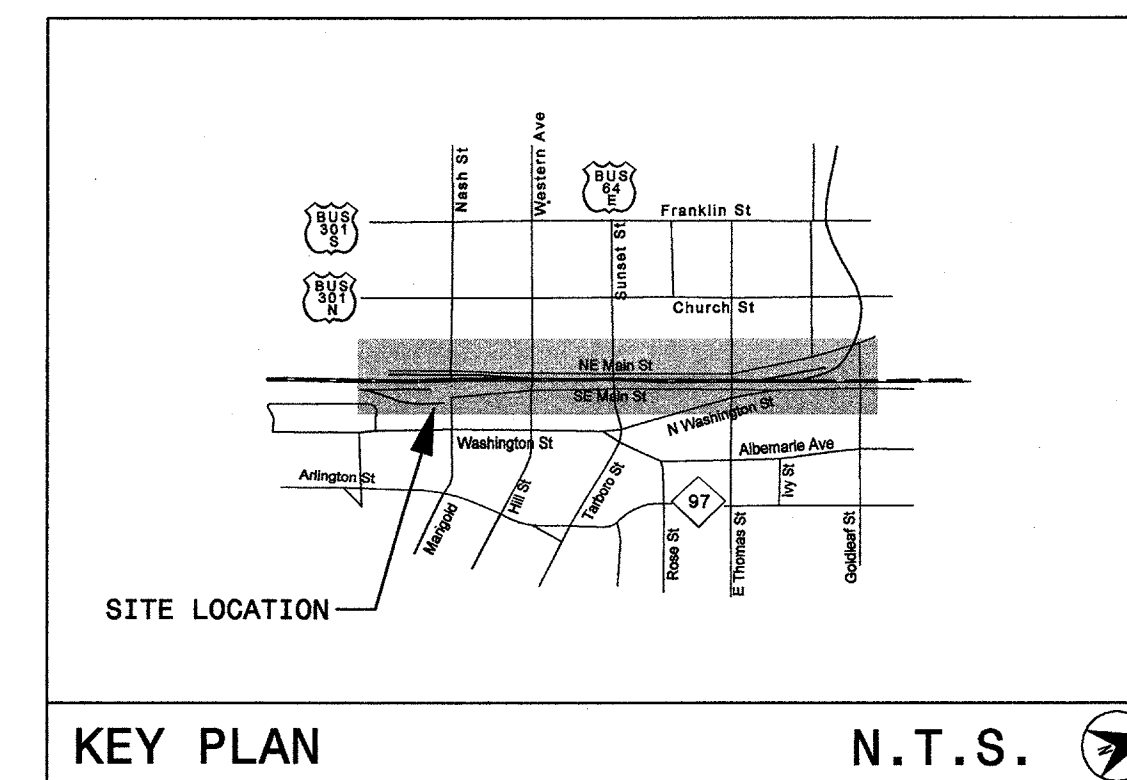 Nash St
Western Ave
BUS
64
E
BUS
301
S
Franklin St
Sunset St
BUS
301
N
Church St
NE Main St
SE Main St
N Washington St
Washington St
Albemarle Ave
Arlington St
Ivy St
Hill St
Tarboro St
97
Marigold
Rose St
E Thomas St
Goldleaf St
SITE LOCATION
KEY PLAN
N.T.S.
N